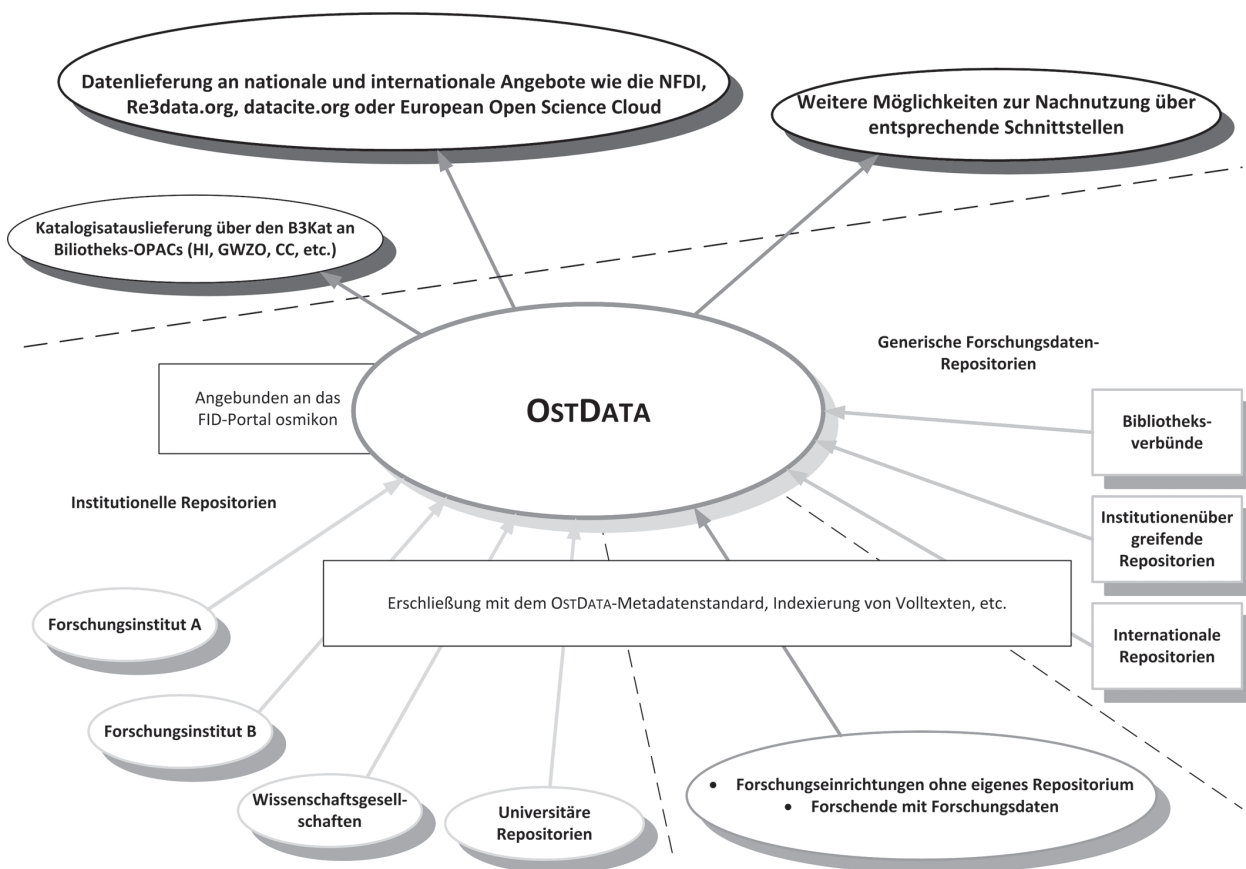 Datenlieferung an nationale und internationale Angebote wie die NFDI,
Re3data.org, datacite.org oder European Open Science Cloud
Weitere Möglichkeiten zur Nachnutzung über
entsprechende Schnittstellen
Katalogisatauslieferung über den B3Kat an
Biliotheks-OPACs (HI, GWZO, CC, etc.)
Generische Forschungsdaten-
Repositorien
Angebunden an das
FID-Portal osmikon
OSTDATA
Bibliotheks-
verbünde
Institutionelle Repositorien
Institutionenüber
greifende
Repositorien
Erschließung mit dem OSTDATA-Metadatenstandard, Indexierung von Volltexten, etc.
Forschungsinstitut A
Internationale
Repositorien
Forschungsinstitut B
• Forschungseinrichtungen ohne eigenes Repositorium
• Forschende mit Forschungsdaten
Wissenschaftsgesell-
schaften
Universitäre
Repositorien